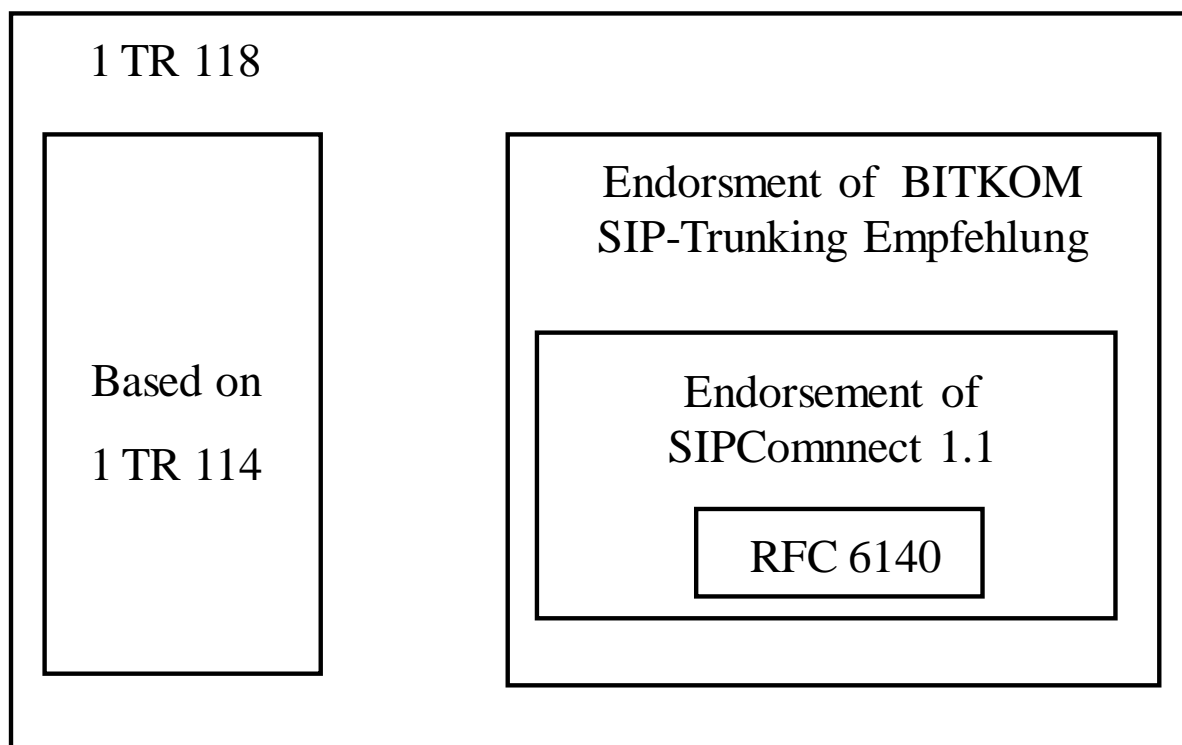 1 TR 118
Based on
1 TR 114
Endorsment of BITKOM
SIP-Trunking Empfehlung
Endorsement of
SIPComnnect 1.1
RFC 6140